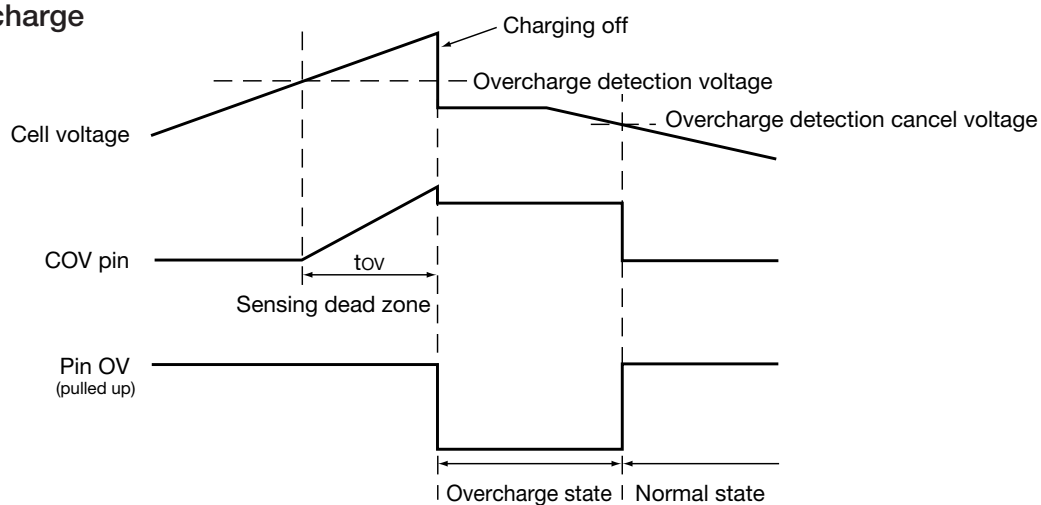 charge
Charging off
Overcharge detection voltage
Cell voltage
Overcharge detection cancel voltage
COV pin
tOV
Sensing dead zone
Pin OV
(pulled up)
Overcharge state
Normal state